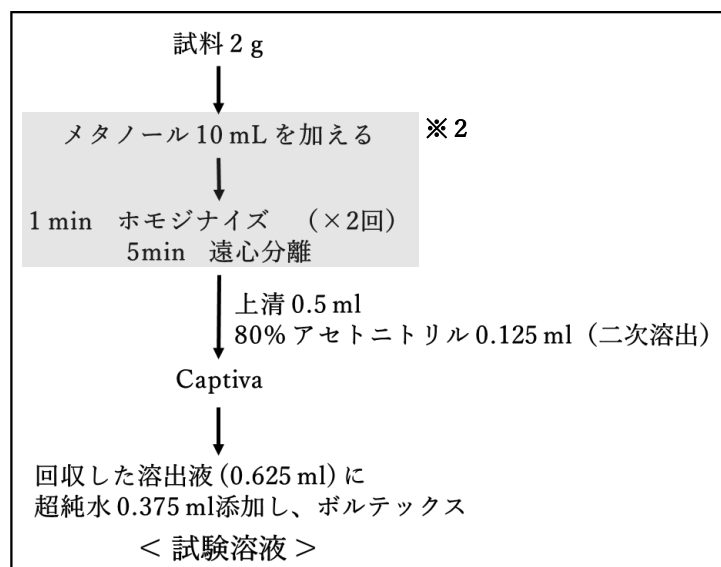 試料2 g
メタノール10 mLを加える ※2
1 min　ホモジナイズ　（×2回）
5min　遠心分離
上清0.5 ml
80% アセトニトリル0.125 ml（二次溶出）
Captiva
回収した溶出液(0.625 ml)に
超純水0.375 ml添加し、ボルテックス
＜ 試験溶液 ＞